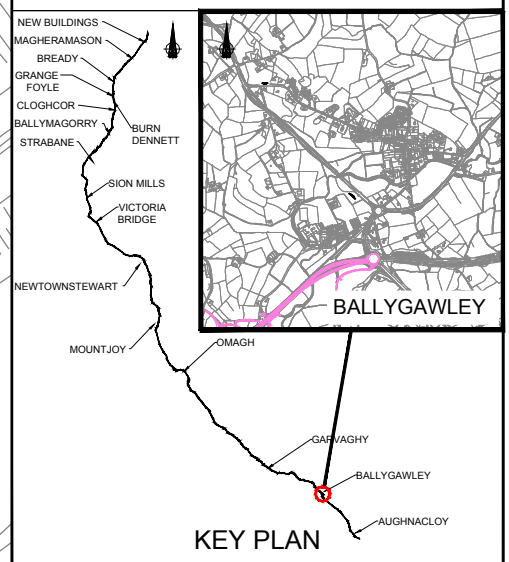 NEW BUILDINGS
MAGHERAMASON
BREADY
GRANGE
FOYLE
CLOGHCOR
BALLYMAGORRY
BURN
DENNETT
STRABANE
SION MILLS
VICTORIA
BRIDGE
NEWTOWNSTEWART
MOUNTJOY
OMAGH
GARVAGHY
BALLYGAWLEY
AUGHNACLOY
BALLYGAWLEY
KEY PLAN